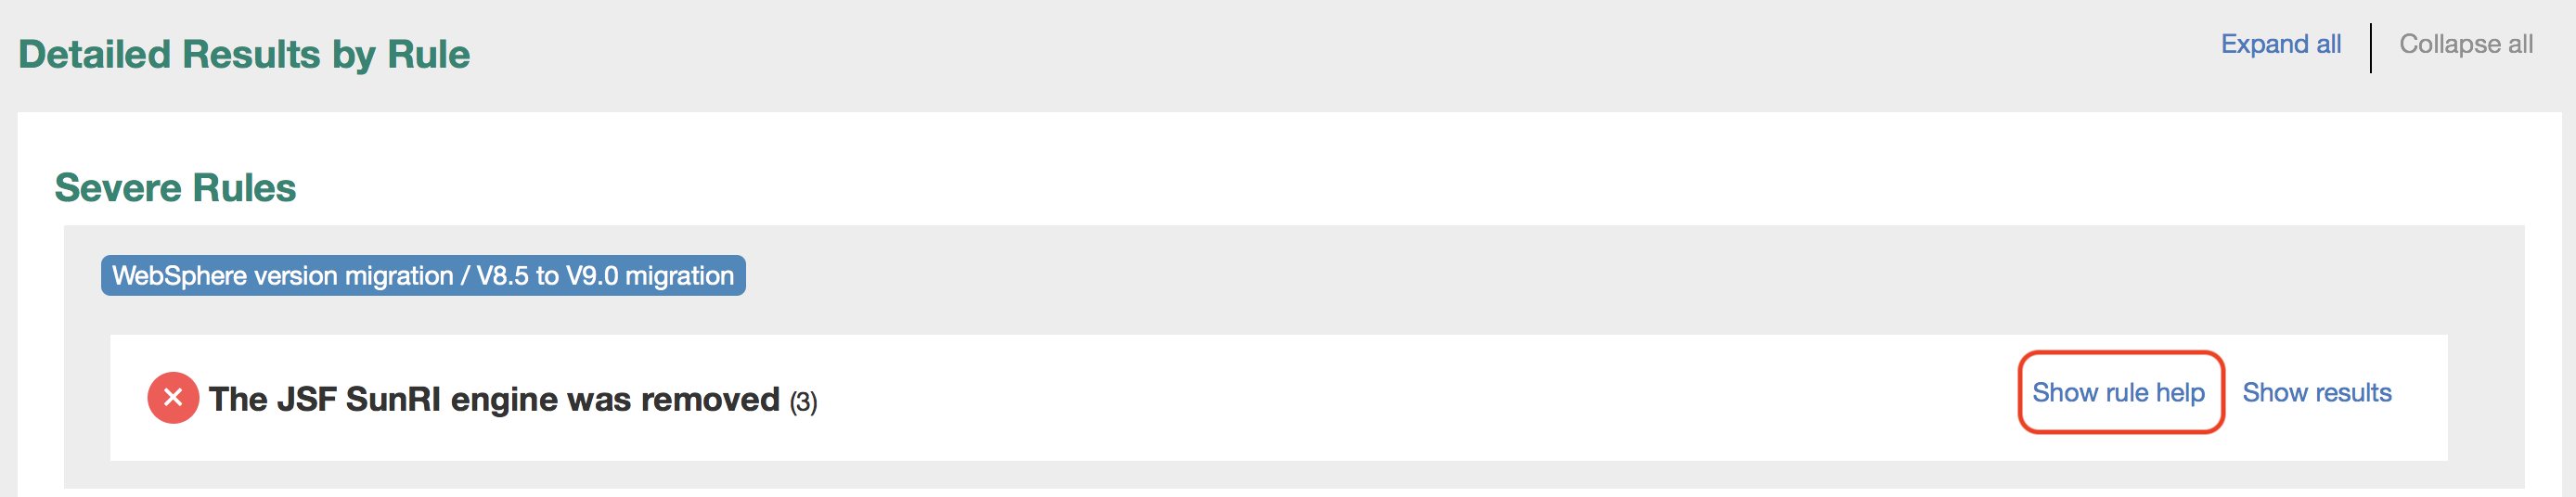 Detailed Results by Rule
Expand all
Collapse all
Severe Rules
WebSphere version migration / V8.5 to V9.0 migration
The JSF SunRI engine was removed (3)
Show rule help
Show results